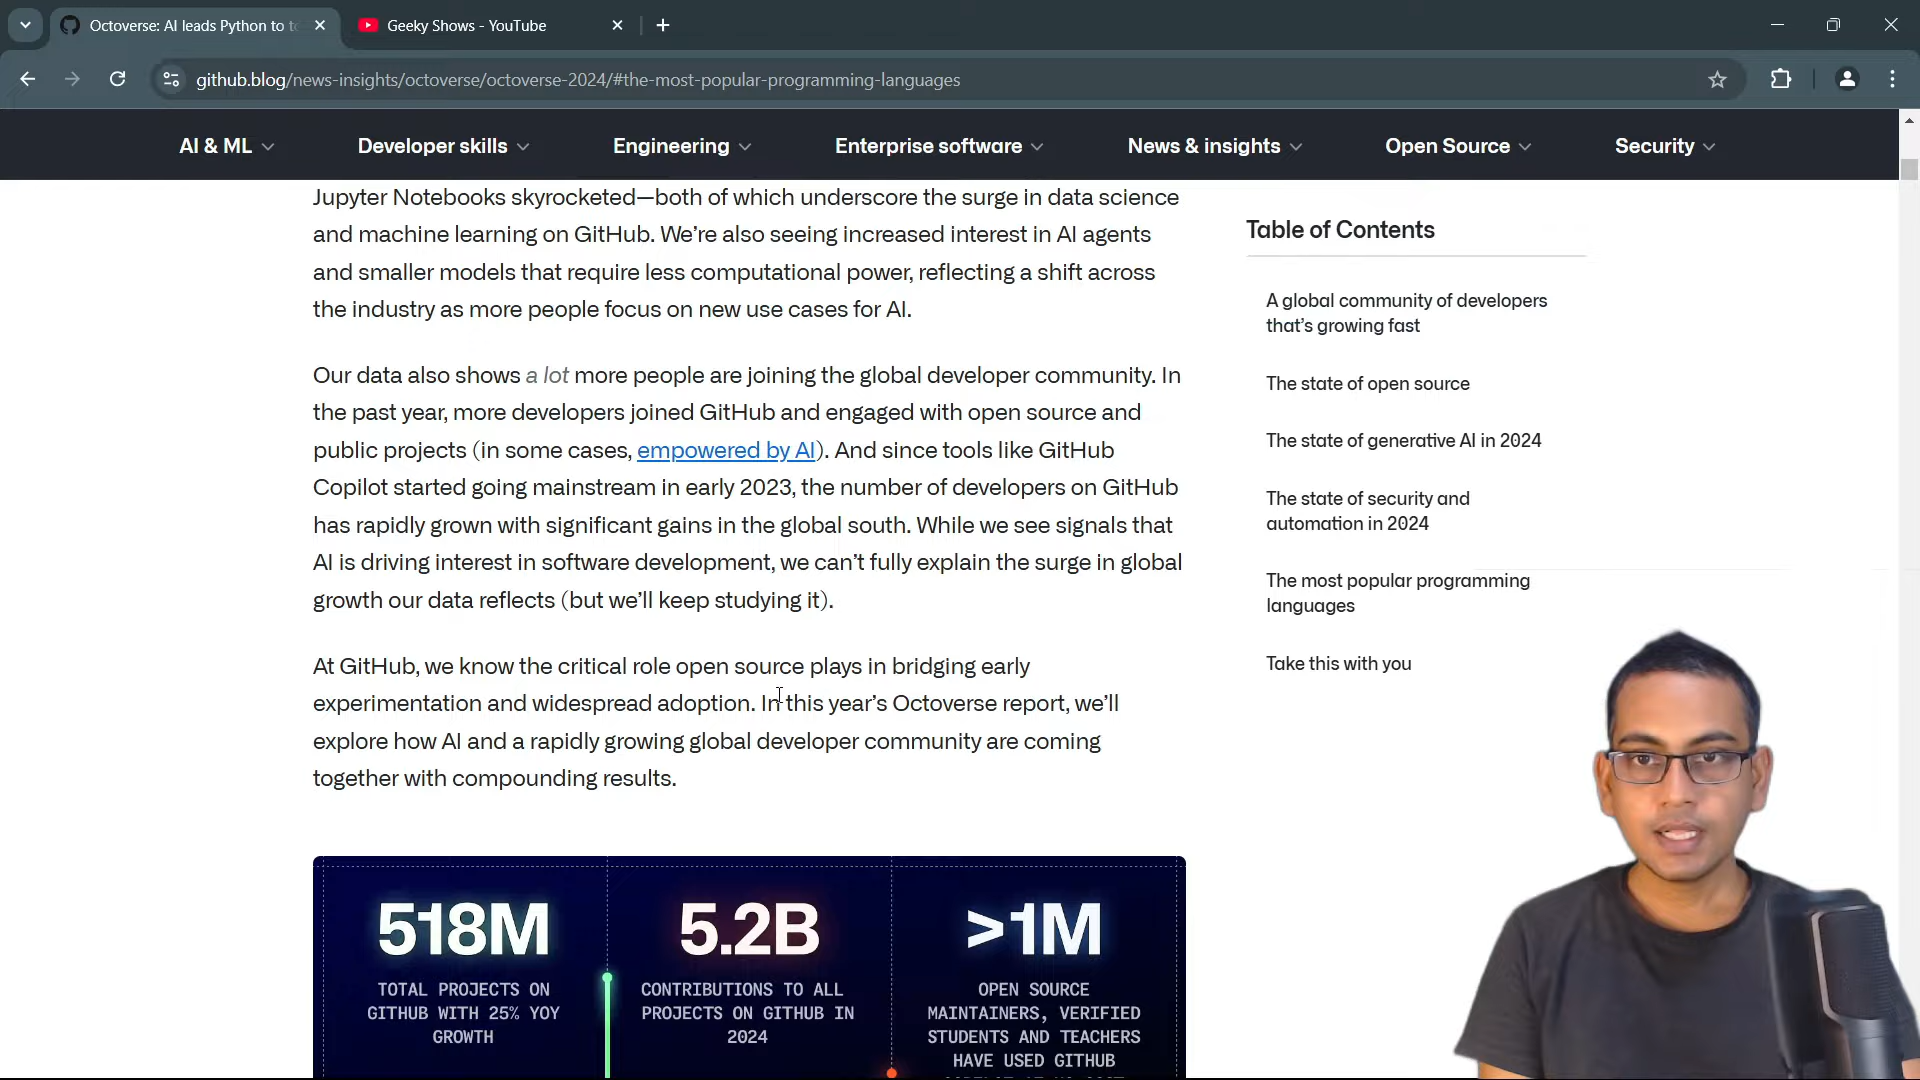 Octoverse: AI leads Python to t
Geeky Shows - YouTube
github.blog/news-insights/octoverse/octoverse-2024/#the-most-popular-programming-languages
AI & ML
Developer skills
Engineering
Enterprise software
News & insights
Open Source
Security
Jupyter Notebooks skyrocketed—both of which underscore the surge in data science
and machine learning on GitHub. We’re also seeing increased interest in AI agents
and smaller models that require less computational power, reflecting a shift across
the industry as more people focus on new use cases for AI.
Our data also shows a lot more people are joining the global developer community. In
the past year, more developers joined GitHub and engaged with open source and
public projects (in some cases, empowered by AI). And since tools like GitHub
Copilot started going mainstream in early 2023, the number of developers on GitHub
has rapidly grown with significant gains in the global south. While we see signals that
AI is driving interest in software development, we can’t fully explain the surge in global
growth our data reflects (but we’ll keep studying it).
At GitHub, we know the critical role open source plays in bridging early
experimentation and widespread adoption. In this year’s Octoverse report, we’ll
explore how AI and a rapidly growing global developer community are coming
together with compounding results.
Table of Contents
A global community of developers
that’s growing fast
The state of open source
The state of generative AI in 2024
The state of security and
automation in 2024
The most popular programming
languages
Take this with you
518M
TOTAL PROJECTS ON
GITHUB WITH 25% YOY
GROWTH
5.2B
CONTRIBUTIONS TO ALL
PROJECTS ON GITHUB IN
2024
>1M
OPEN SOURCE
MAINTAINERS, VERIFIED
STUDENTS AND TEACHERS
HAVE USED GITHUB